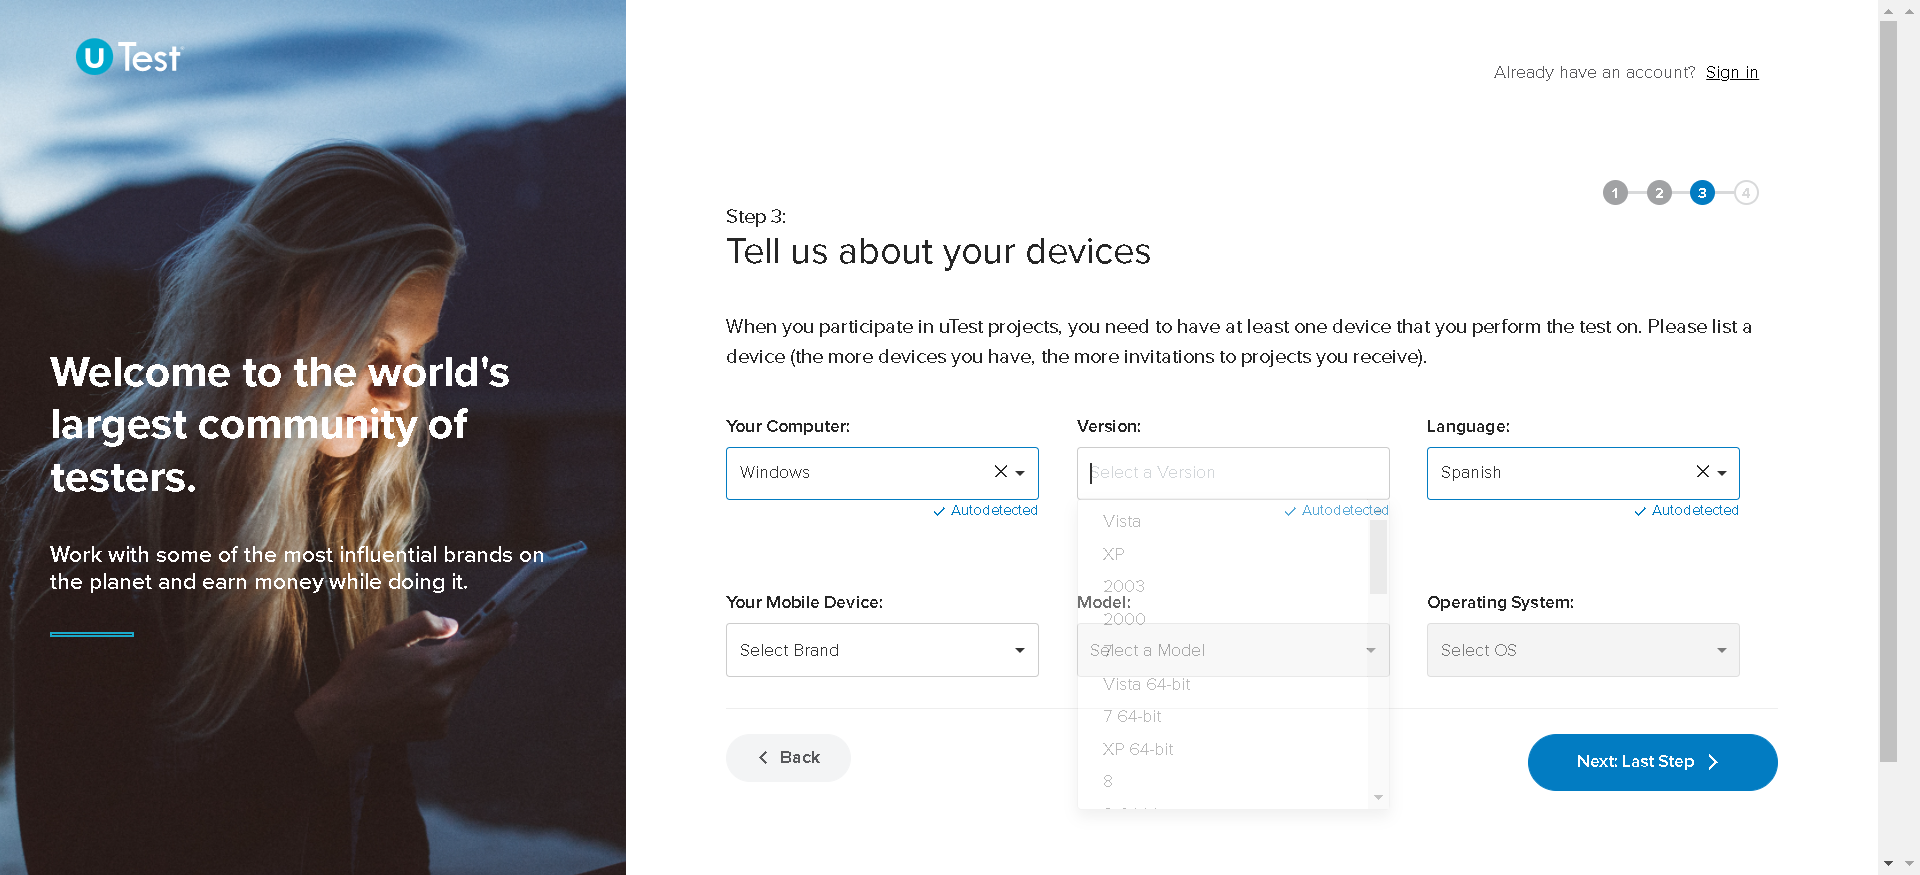 U Test
Welcome to the world's
largest community of
testers.
Work with some of the most influential brands on
the planet and earn money while doing it.
Already have an account? Sign in
1 2 3 4
Step 3:
Tell us about your devices
When you participate in uTest projects, you need to have at least one device that you perform the test on. Please list a
device (the more devices you have, the more invitations to projects you receive).
Your Computer: Version: Language:
Windows Select a Version Spanish
Autodetected Autodetected Autodetected
Vista
XP
2003
Your Mobile Device: Model: Operating System:
2000
Select Brand Select a Model Select OS
7
Vista 64-bit
7 64-bit
XP 64-bit
8
Back Next: Last Step